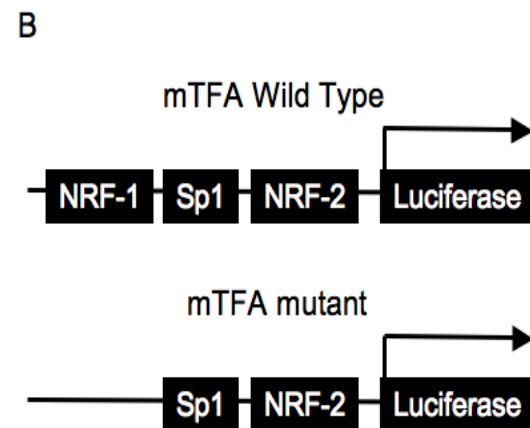 B
mTFA Wild Type
NRF-1 Sp1 NRF-2 Luciferase
mTFA mutant
Sp1 NRF-2 Luciferase